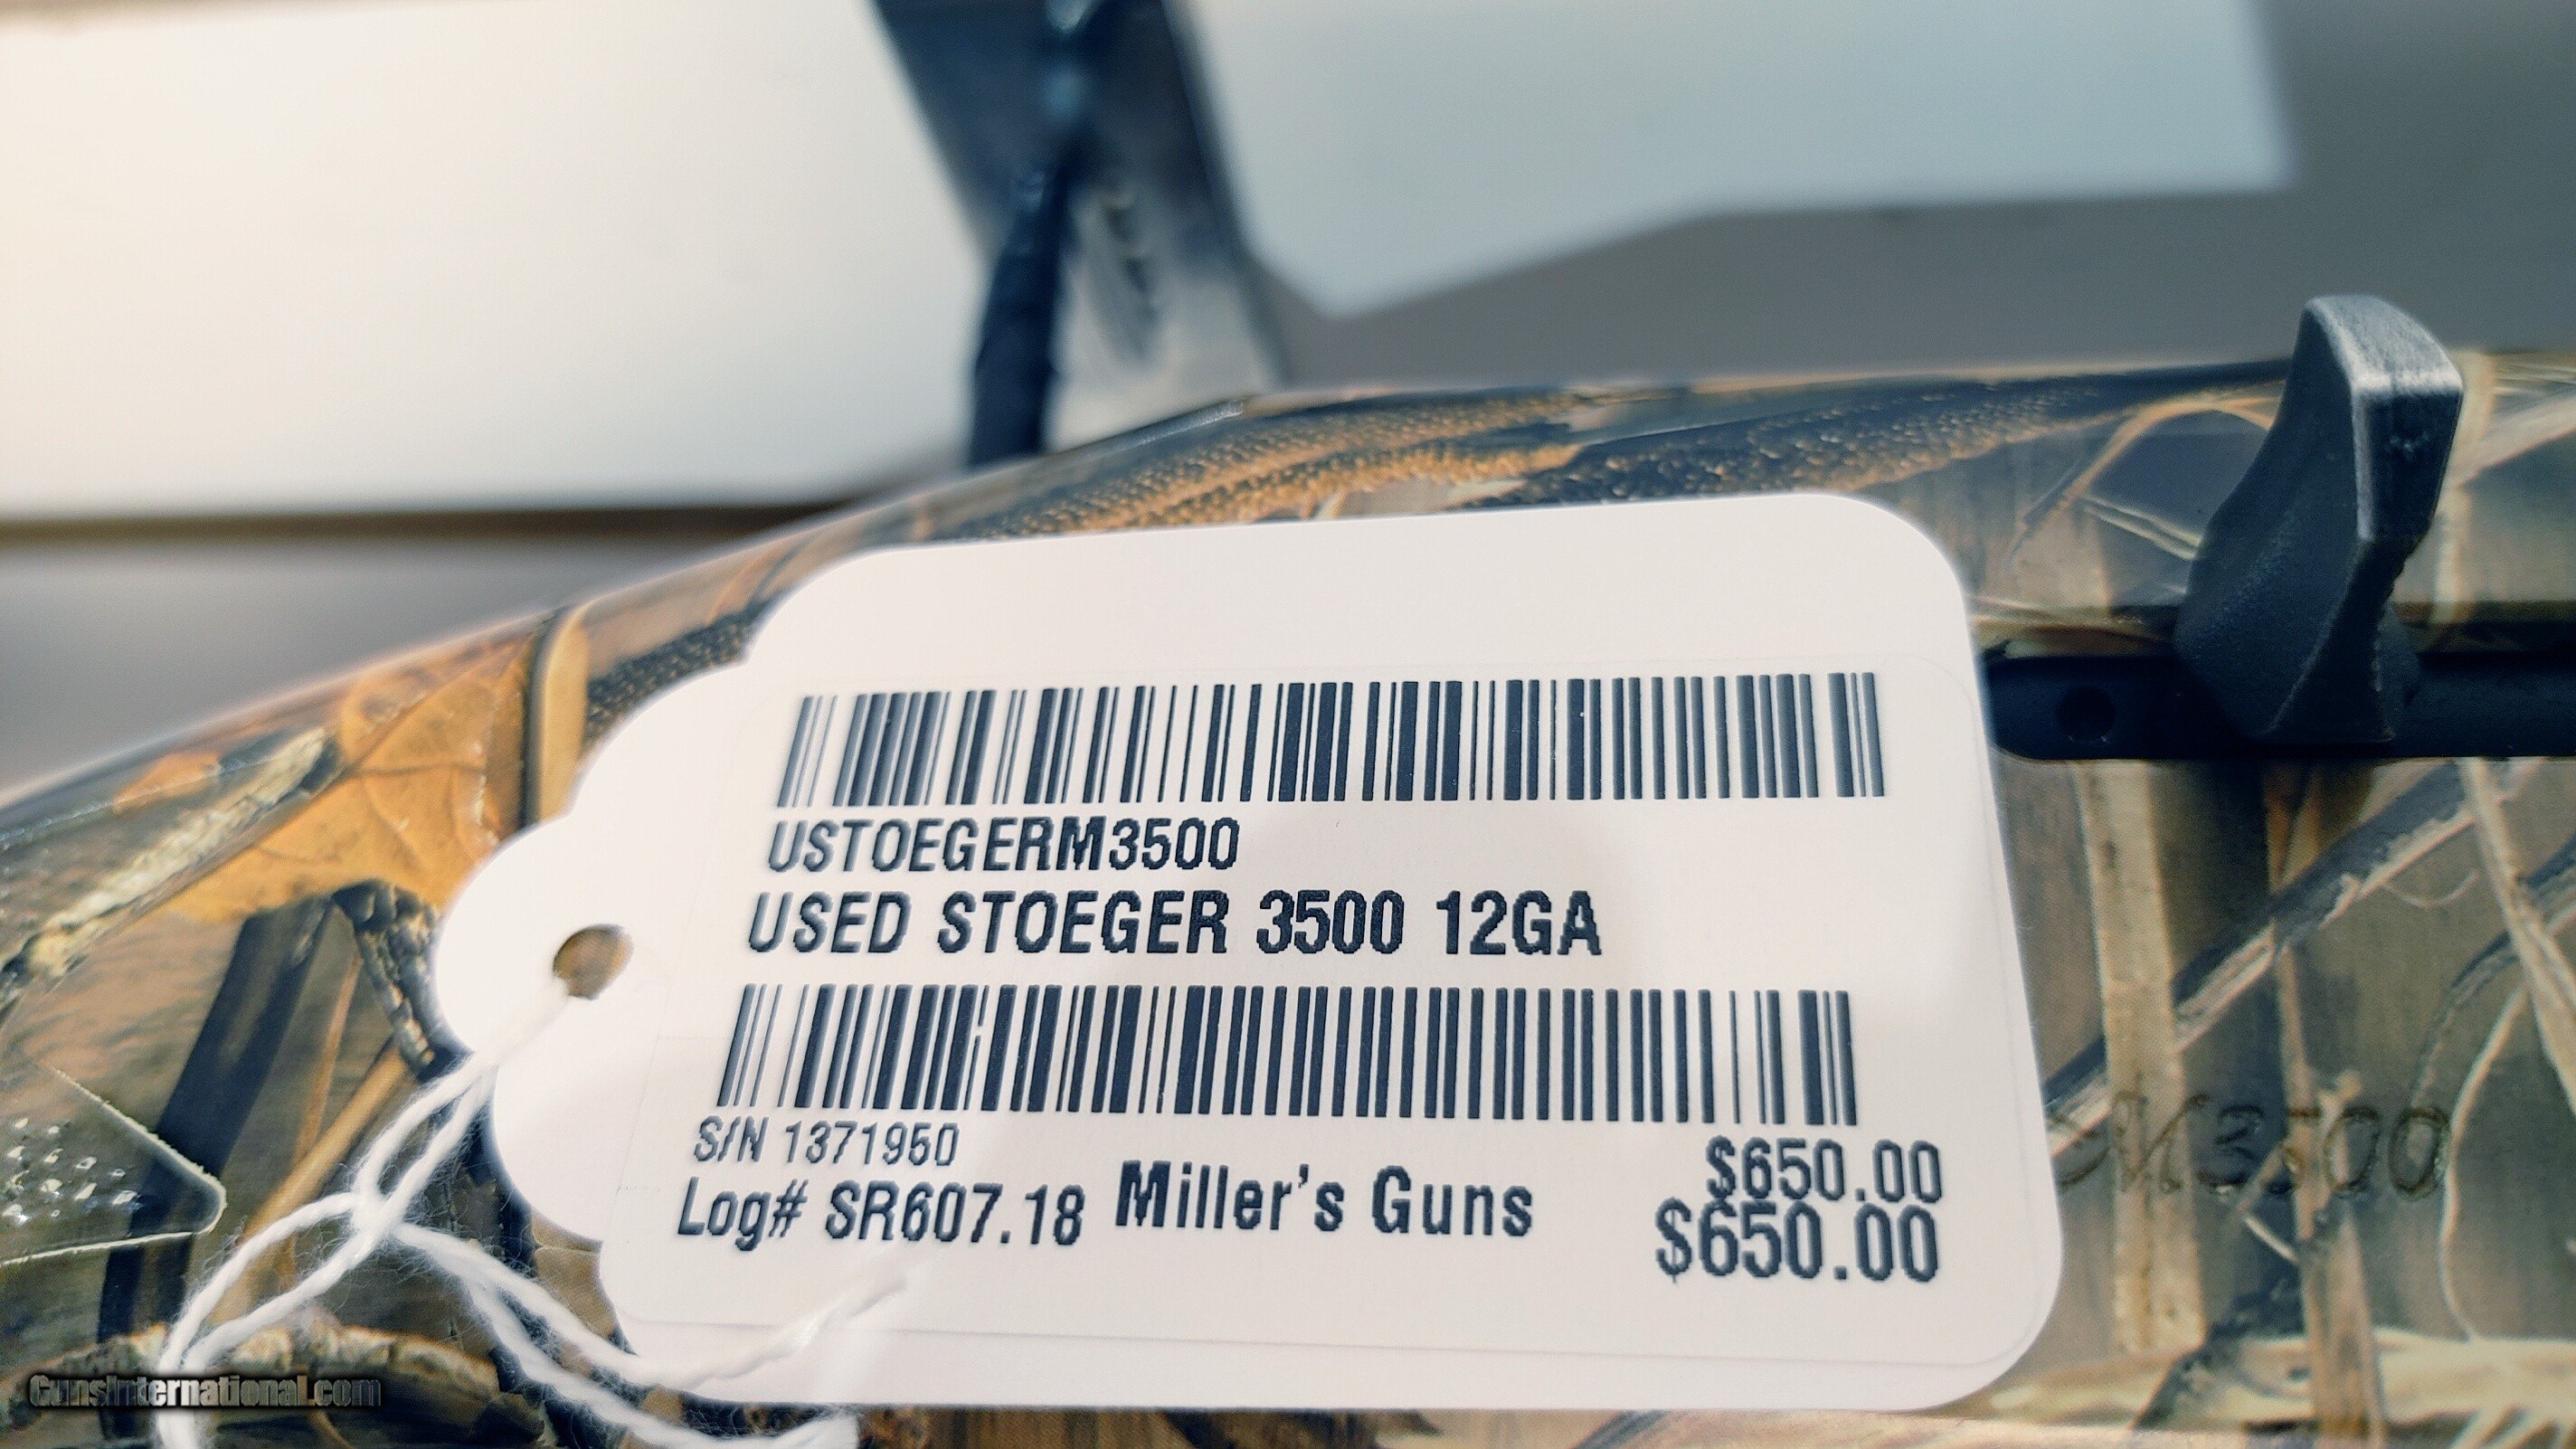 USTOEGERM3500
USED STOEGER 3500 12GA
S/N 1371950
Log# SR607.18 Miller's Guns
$650.00
$650.00
M3500
GunsInternational.com